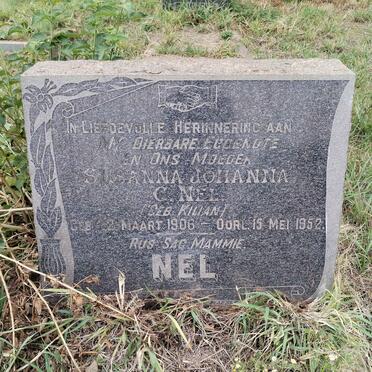 In Liefdevolle Herinnering aan
My Dierbare Eggenote
en Ons Moeder
Susanna Johanna
C. Nel
(Geb. Kilian)
Geb. Maart 1906 – Oorl. 15 Mei 1952.
Rus Sag Mammie.
NEL